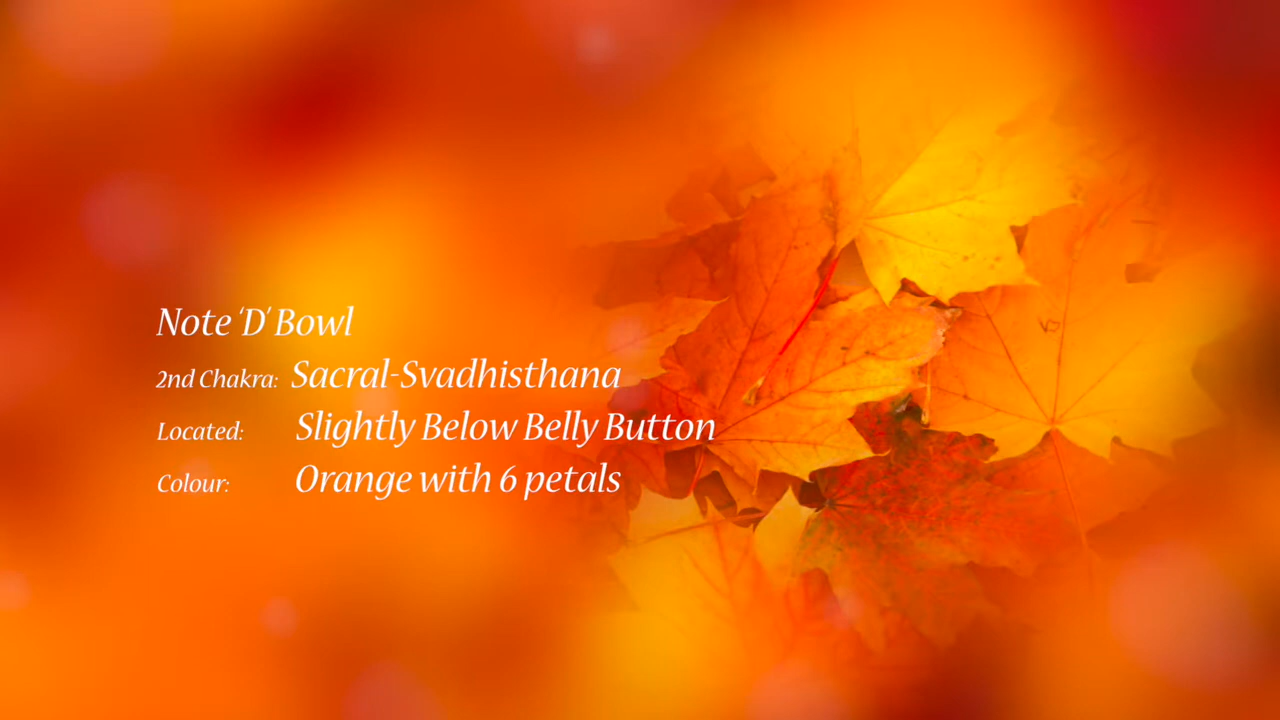 Note ‘D’ Bowl
2nd Chakra: Sacral-Svadhisthana
Located: Slightly Below Belly Button
Colour: Orange with 6 petals